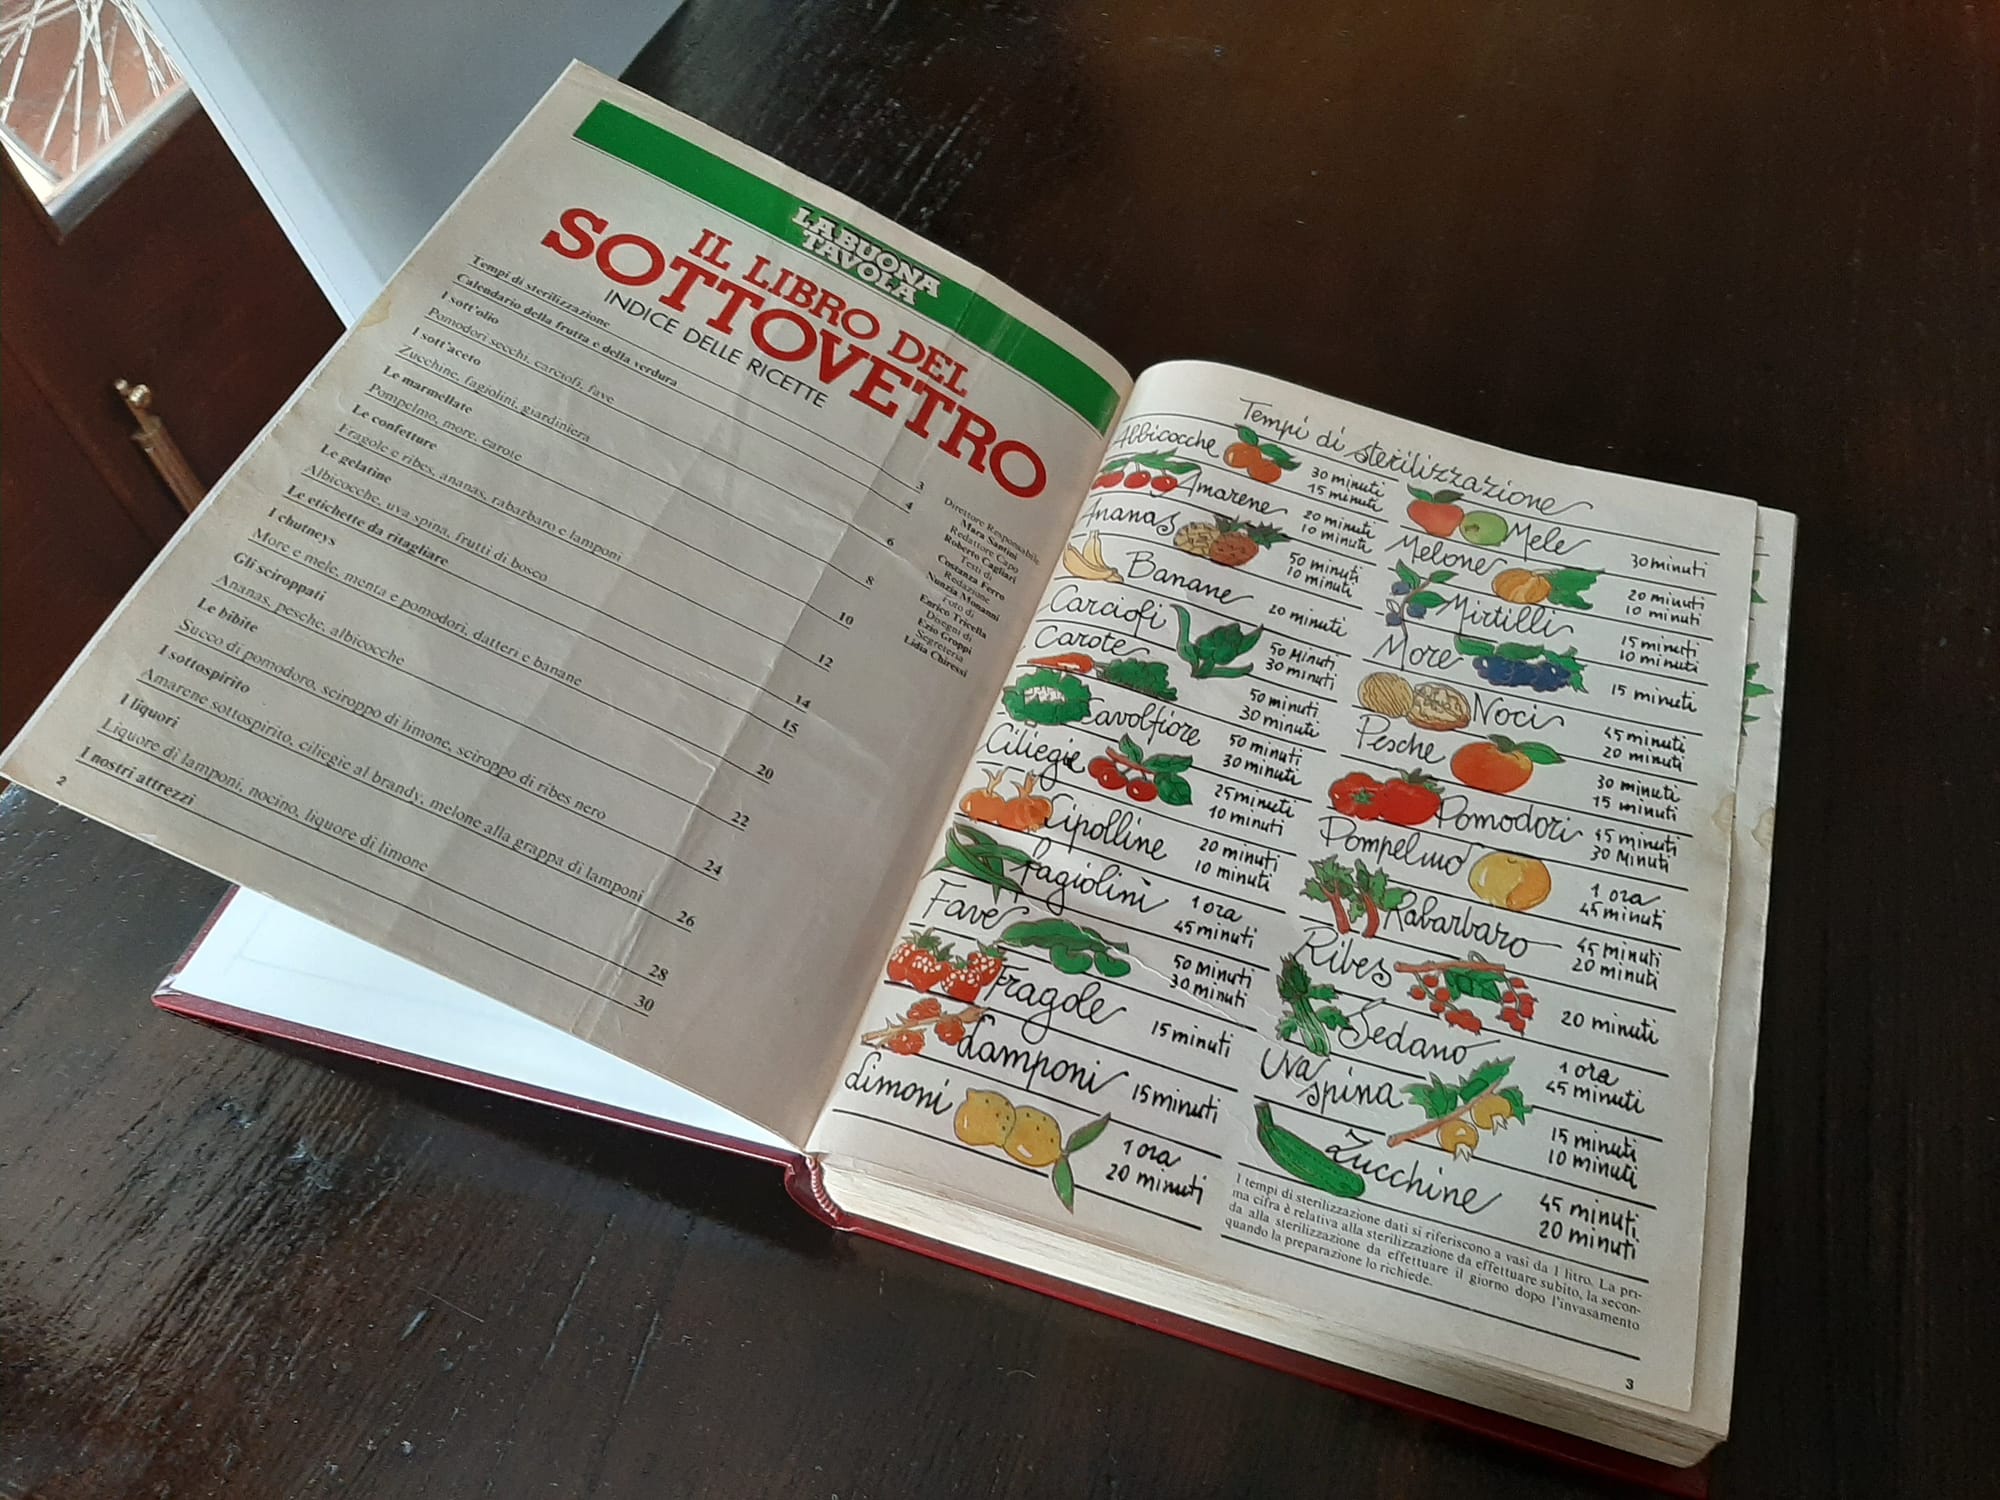 LA BUONA
TAVOLA
IL LIBRO DEL
SOTTOVETRO
INDICE DELLE RICETTE
Tempi di sterilizzazione 3
Calendario della frutta e della verdura 4
I sott'olio
Pomodori secchi, carciofi, fave 6
I sott'aceto
Zucchine, fagiolini, giardiniera 8
Le marmellate
Pompelmo, more, carote 10
Le confetture
Fragole e ribes, ananas, rabarbaro e lamponi 12
Le gelatine
Albicocche, uva spina, frutti di bosco 14
Le etichette da ritagliare 15
I chutneys
More e mele, menta e pomodori, datteri e banane 20
Gli sciroppati
Ananas, pesche, albicocche 22
Le bibite
Succo di pomodoro, sciroppo di limone, sciroppo di ribes nero 24
I sottospirito
Amarene sottospirito, ciliegie al brandy, melone alla grappa di lamponi 26
I liquori
Liquore di lamponi, nocino, liquore di limone 28
I nostri attrezzi 30
2
Direttore Responsabile
Mara Santini
Redattore Capo
Roberto Cagliari
Testi di
Costanza Ferro
Redazione
Nunzia Monanni
Foto di
Enrico Tricella
Disegni di
Ezio Groppi
Segreteria
Lidia Chiressi
Tempi di sterilizzazione
Albicocche 30 minuti
15 minuti
Amarene 20 minuti
10 minuti
Ananas 50 minuti
10 minuti
Banane 20 minuti
Carciofi 50 minuti
30 minuti
Carote 50 minuti
30 minuti
Cavolfiore 50 minuti
30 minuti
Ciliegie 25 minuti
10 minuti
Cipolline 20 minuti
10 minuti
Fagiolini 1 ora
45 minuti
Fave 50 minuti
30 minuti
Fragole 15 minuti
Lamponi 15 minuti
Limoni 1 ora
20 minuti
Mele 30 minuti
Melone 20 minuti
10 minuti
Mirtilli 15 minuti
10 minuti
More 15 minuti
Noci 45 minuti
20 minuti
Pesche 30 minuti
15 minuti
Pomodori 45 minuti
30 minuti
Pompelmo 1 ora
45 minuti
Rabarbaro 45 minuti
20 minuti
Ribes 20 minuti
Sedano 1 ora
45 minuti
Uva
spina 15 minuti
10 minuti
Zucchine 45 minuti
20 minuti
I tempi di sterilizzazione dati si riferiscono a vasi da 1 litro. La pri-
ma cifra è relativa alla sterilizzazione da effettuare subito, la secon-
da alla sterilizzazione da effettuare il giorno dopo l'invasamento
quando la preparazione lo richiede.
3